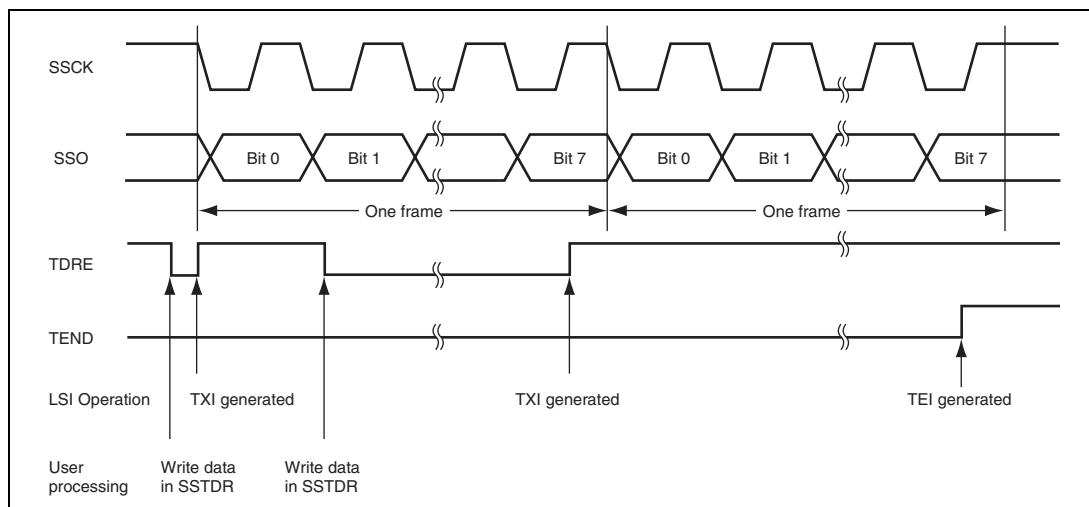 SSCK
SSO
Bit 0
Bit 1
Bit 7
Bit 0
Bit 1
Bit 7
One frame
One frame
TDRE
TEND
LSI Operation
TXI generated
TXI generated
TEI generated
User
processing
Write data
in SSTDR
Write data
in SSTDR